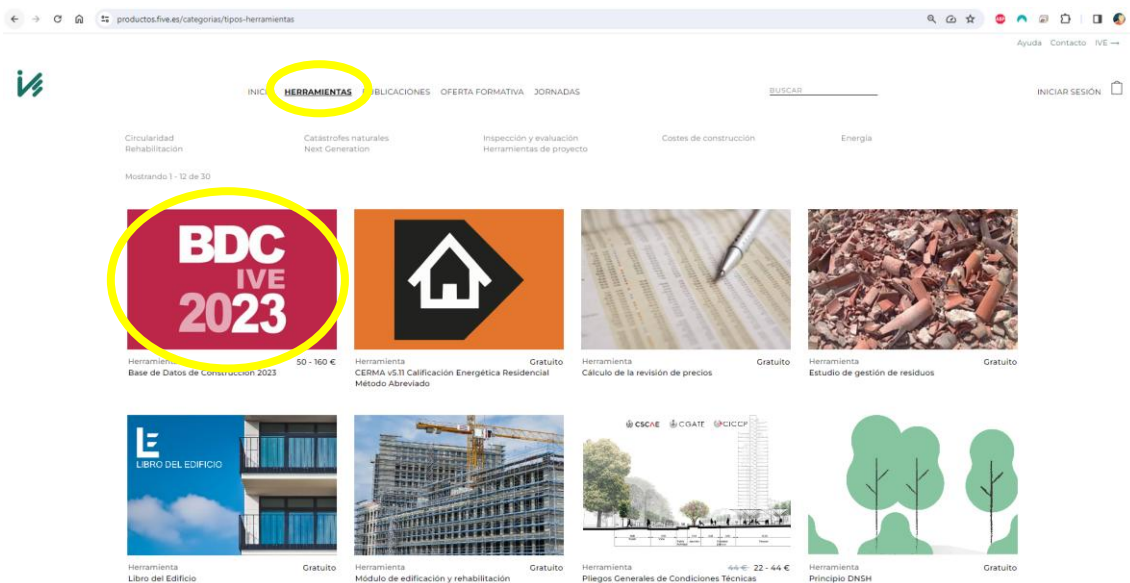 productos.five.es/categorias/tipos-herramientas
Ayuda Contacto IVE →
INICI HERRAMIENTAS PUBLICACIONES OFERTA FORMATIVA JORNADAS BUSCAR INICIAR SESIÓN
Circularidad Catástrofes naturales Inspección y evaluación Costes de construcción Energía
Rehabilitación Next Generation Herramientas de proyecto
Mostrando 1 - 12 de 30
BDC
IVE
2023
Herramienta 50 - 160 €
Base de Datos de Construcción 2023
Herramienta Gratuito
CERMA v5.11 Calificación Energética Residencial
Método Abreviado
Herramienta Gratuito
Cálculo de la revisión de precios
Herramienta Gratuito
Estudio de gestión de residuos
LE
LIBRO DEL EDIFICIO
CSCAE CGATE CICCP
Herramienta Gratuito
Libro del Edificio
Herramienta Gratuito
Módulo de edificación y rehabilitación
Herramienta 44 € 22 - 44 €
Pliegos Generales de Condiciones Técnicas
Herramienta Gratuito
Principio DNSH